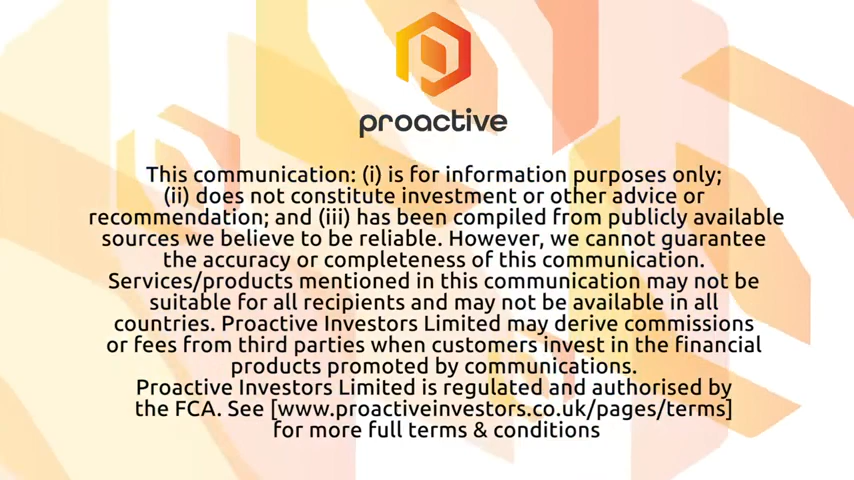 proactive
This communication: (i) is for information purposes only;
(ii) does not constitute investment or other advice or
recommendation; and (iii) has been compiled from publicly available
sources we believe to be reliable. However, we cannot guarantee
the accuracy or completeness of this communication.
Services/products mentioned in this communication may not be
suitable for all recipients and may not be available in all
countries. Proactive Investors Limited may derive commissions
or fees from third parties when customers invest in the financial
products promoted by communications.
Proactive Investors Limited is regulated and authorised by
the FCA. See [www.proactiveinvestors.co.uk/pages/terms]
for more full terms & conditions